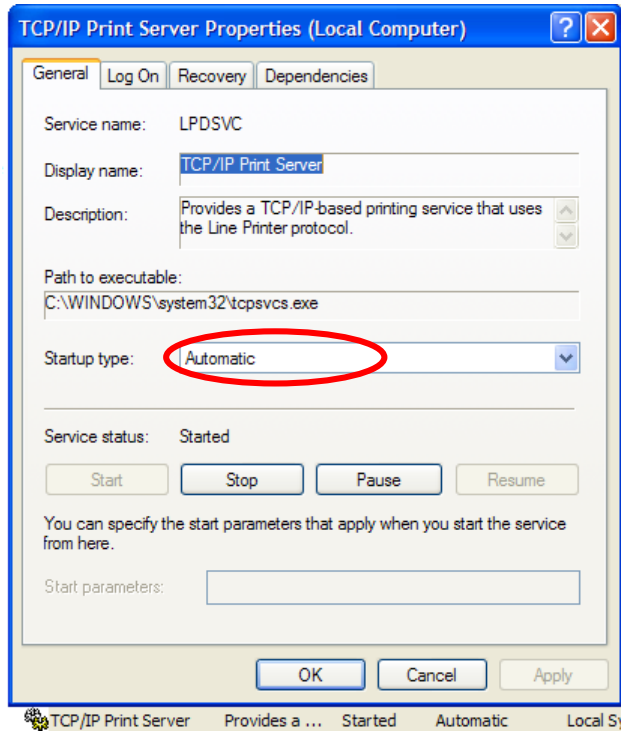 TCP/IP Print Server Properties (Local Computer)
General Log On Recovery Dependencies
Service name: LPDSVC
Display name: TCP/IP Print Server
Description: Provides a TCP/IP-based printing service that uses
the Line Printer protocol.
Path to executable:
C:\WINDOWS\system32\tcpsvcs.exe
Startup type: Automatic
Service status: Started
Start Stop Pause Resume
You can specify the start parameters that apply when you start the service
from here.
Start parameters:
OK Cancel Apply
TCP/IP Print Server Provides a ... Started Automatic Local Sy